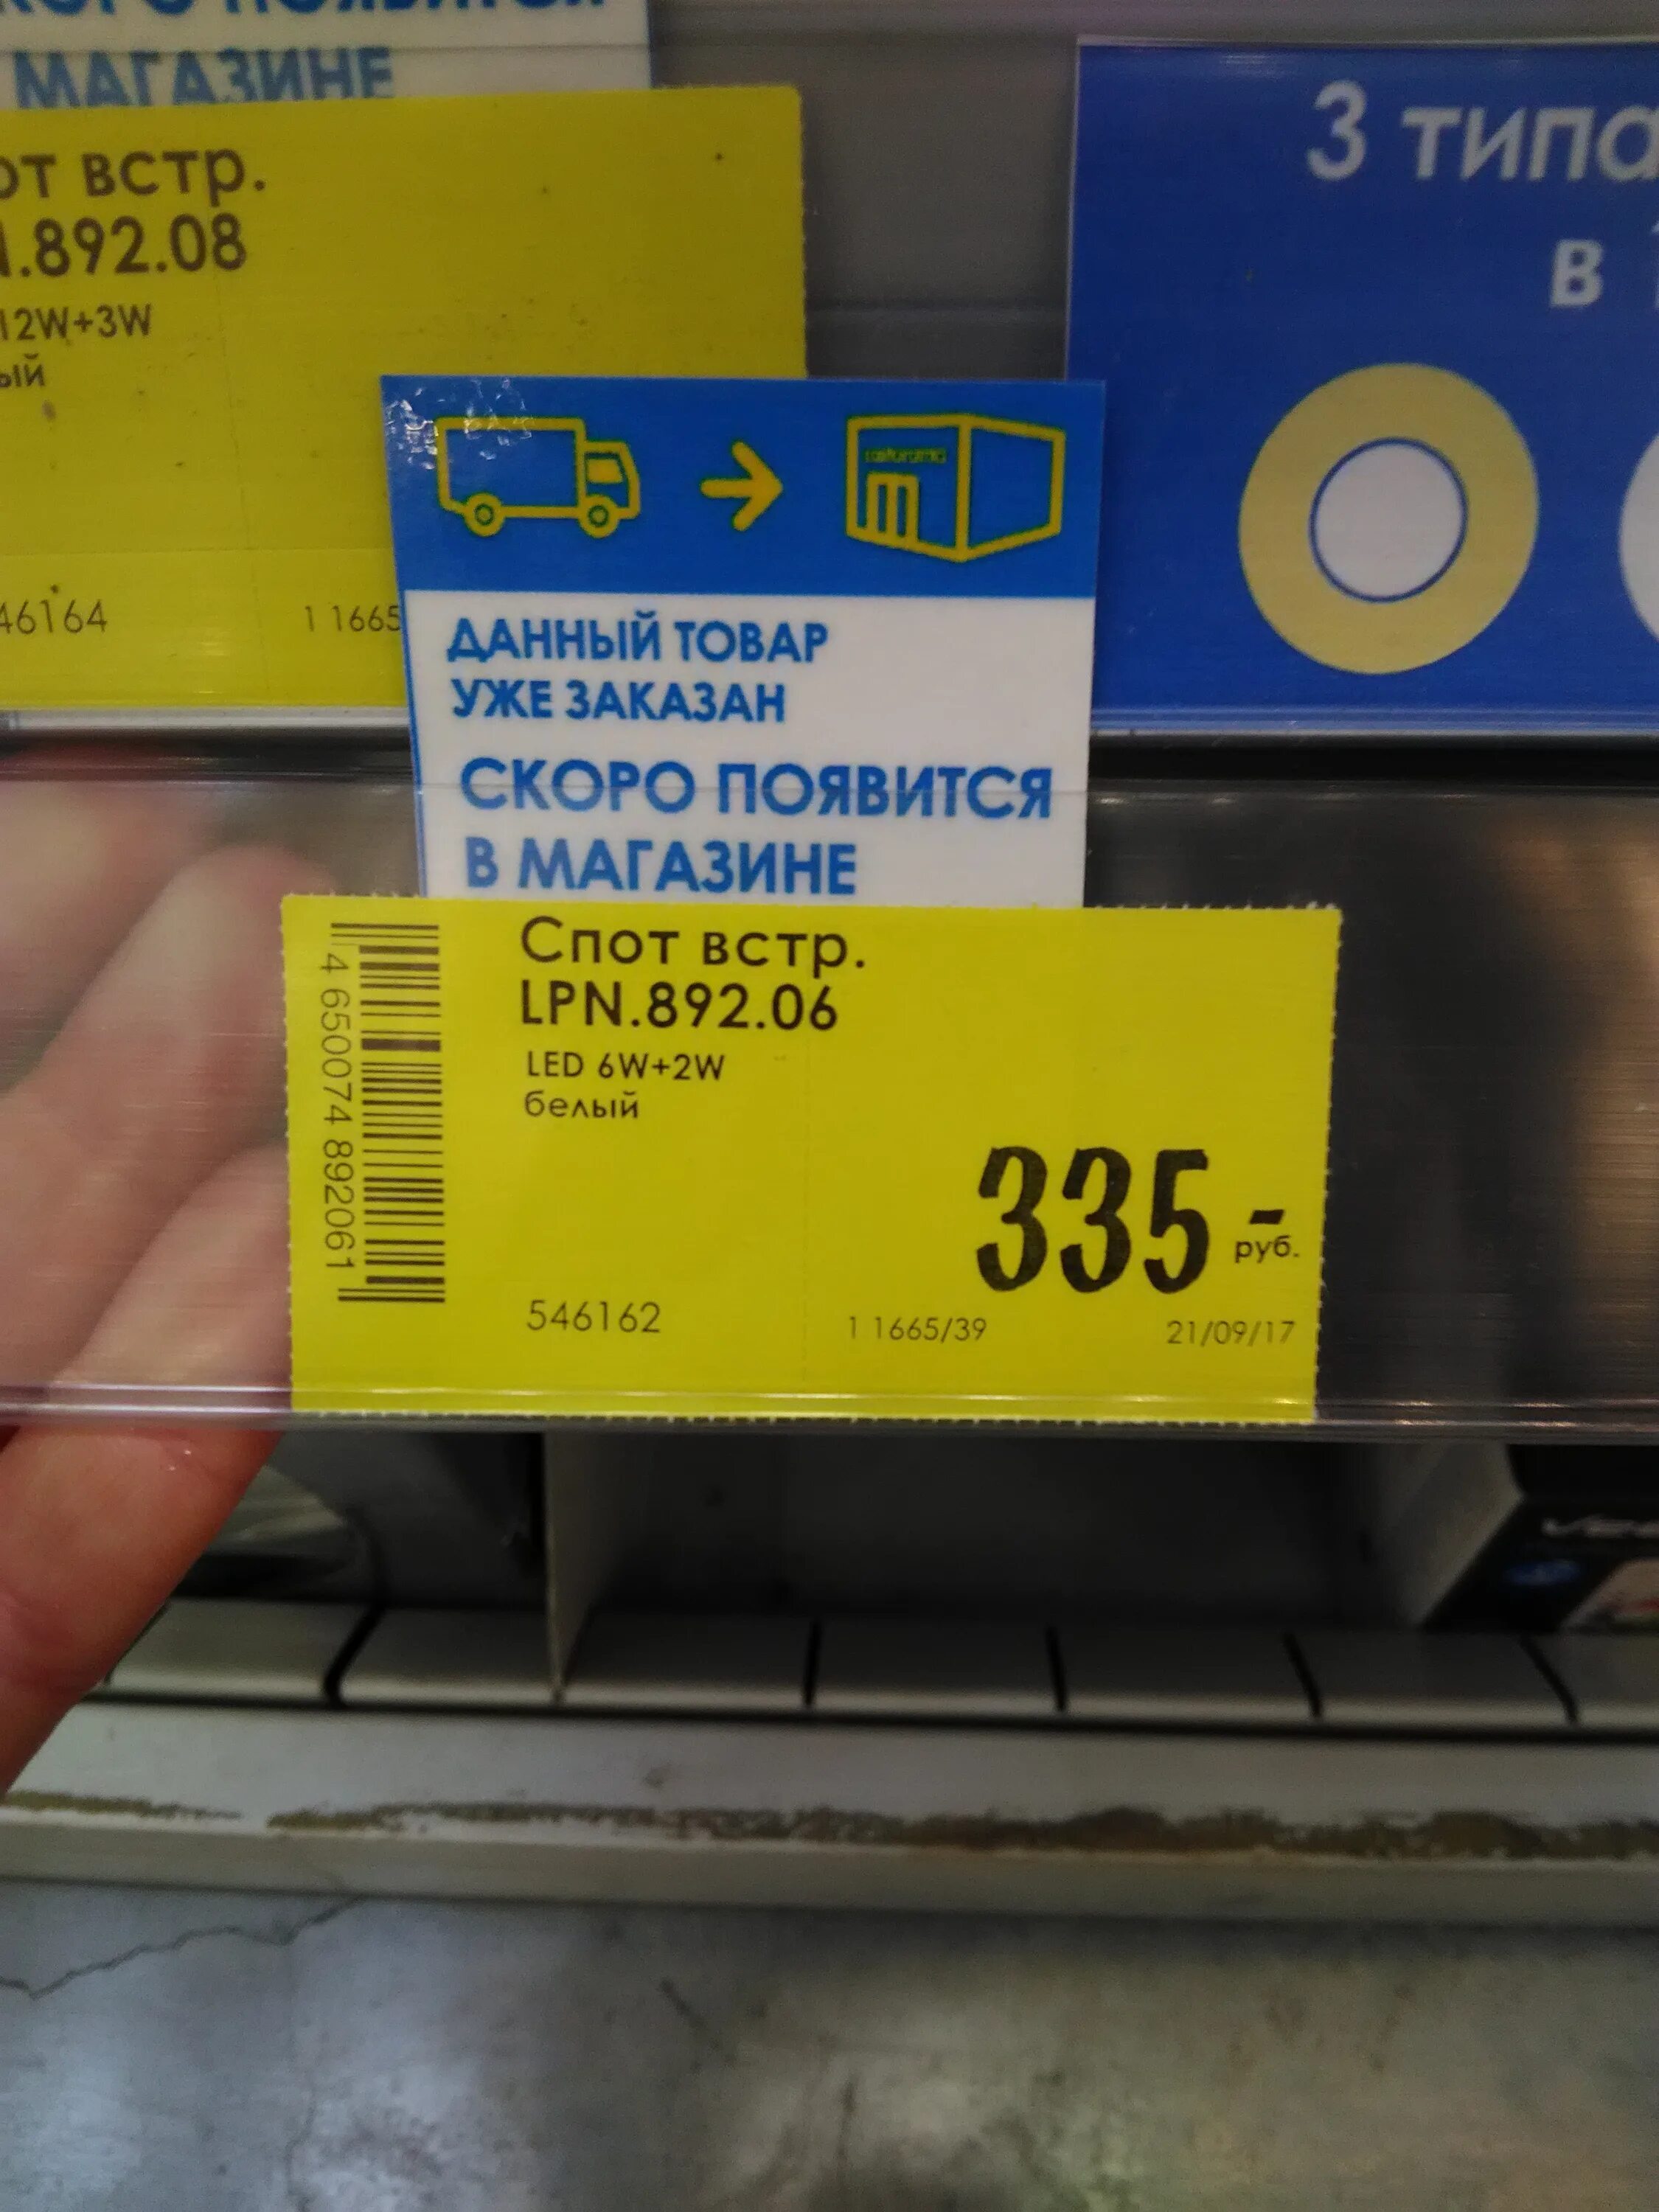 МАГАЗИНЕ
встр.
.892.08
12W+3W
46164
1 1665
3 типа
в
castorama
ДАННЫЙ ТОВАР
УЖЕ ЗАКАЗАН
СКОРО ПОЯВИТСЯ
В МАГАЗИНЕ
Спот встр.
LPN.892.06
LED 6W+2W
белый
4 650074 892061
335.-
руб.
546162
1 1665/39
21/09/17